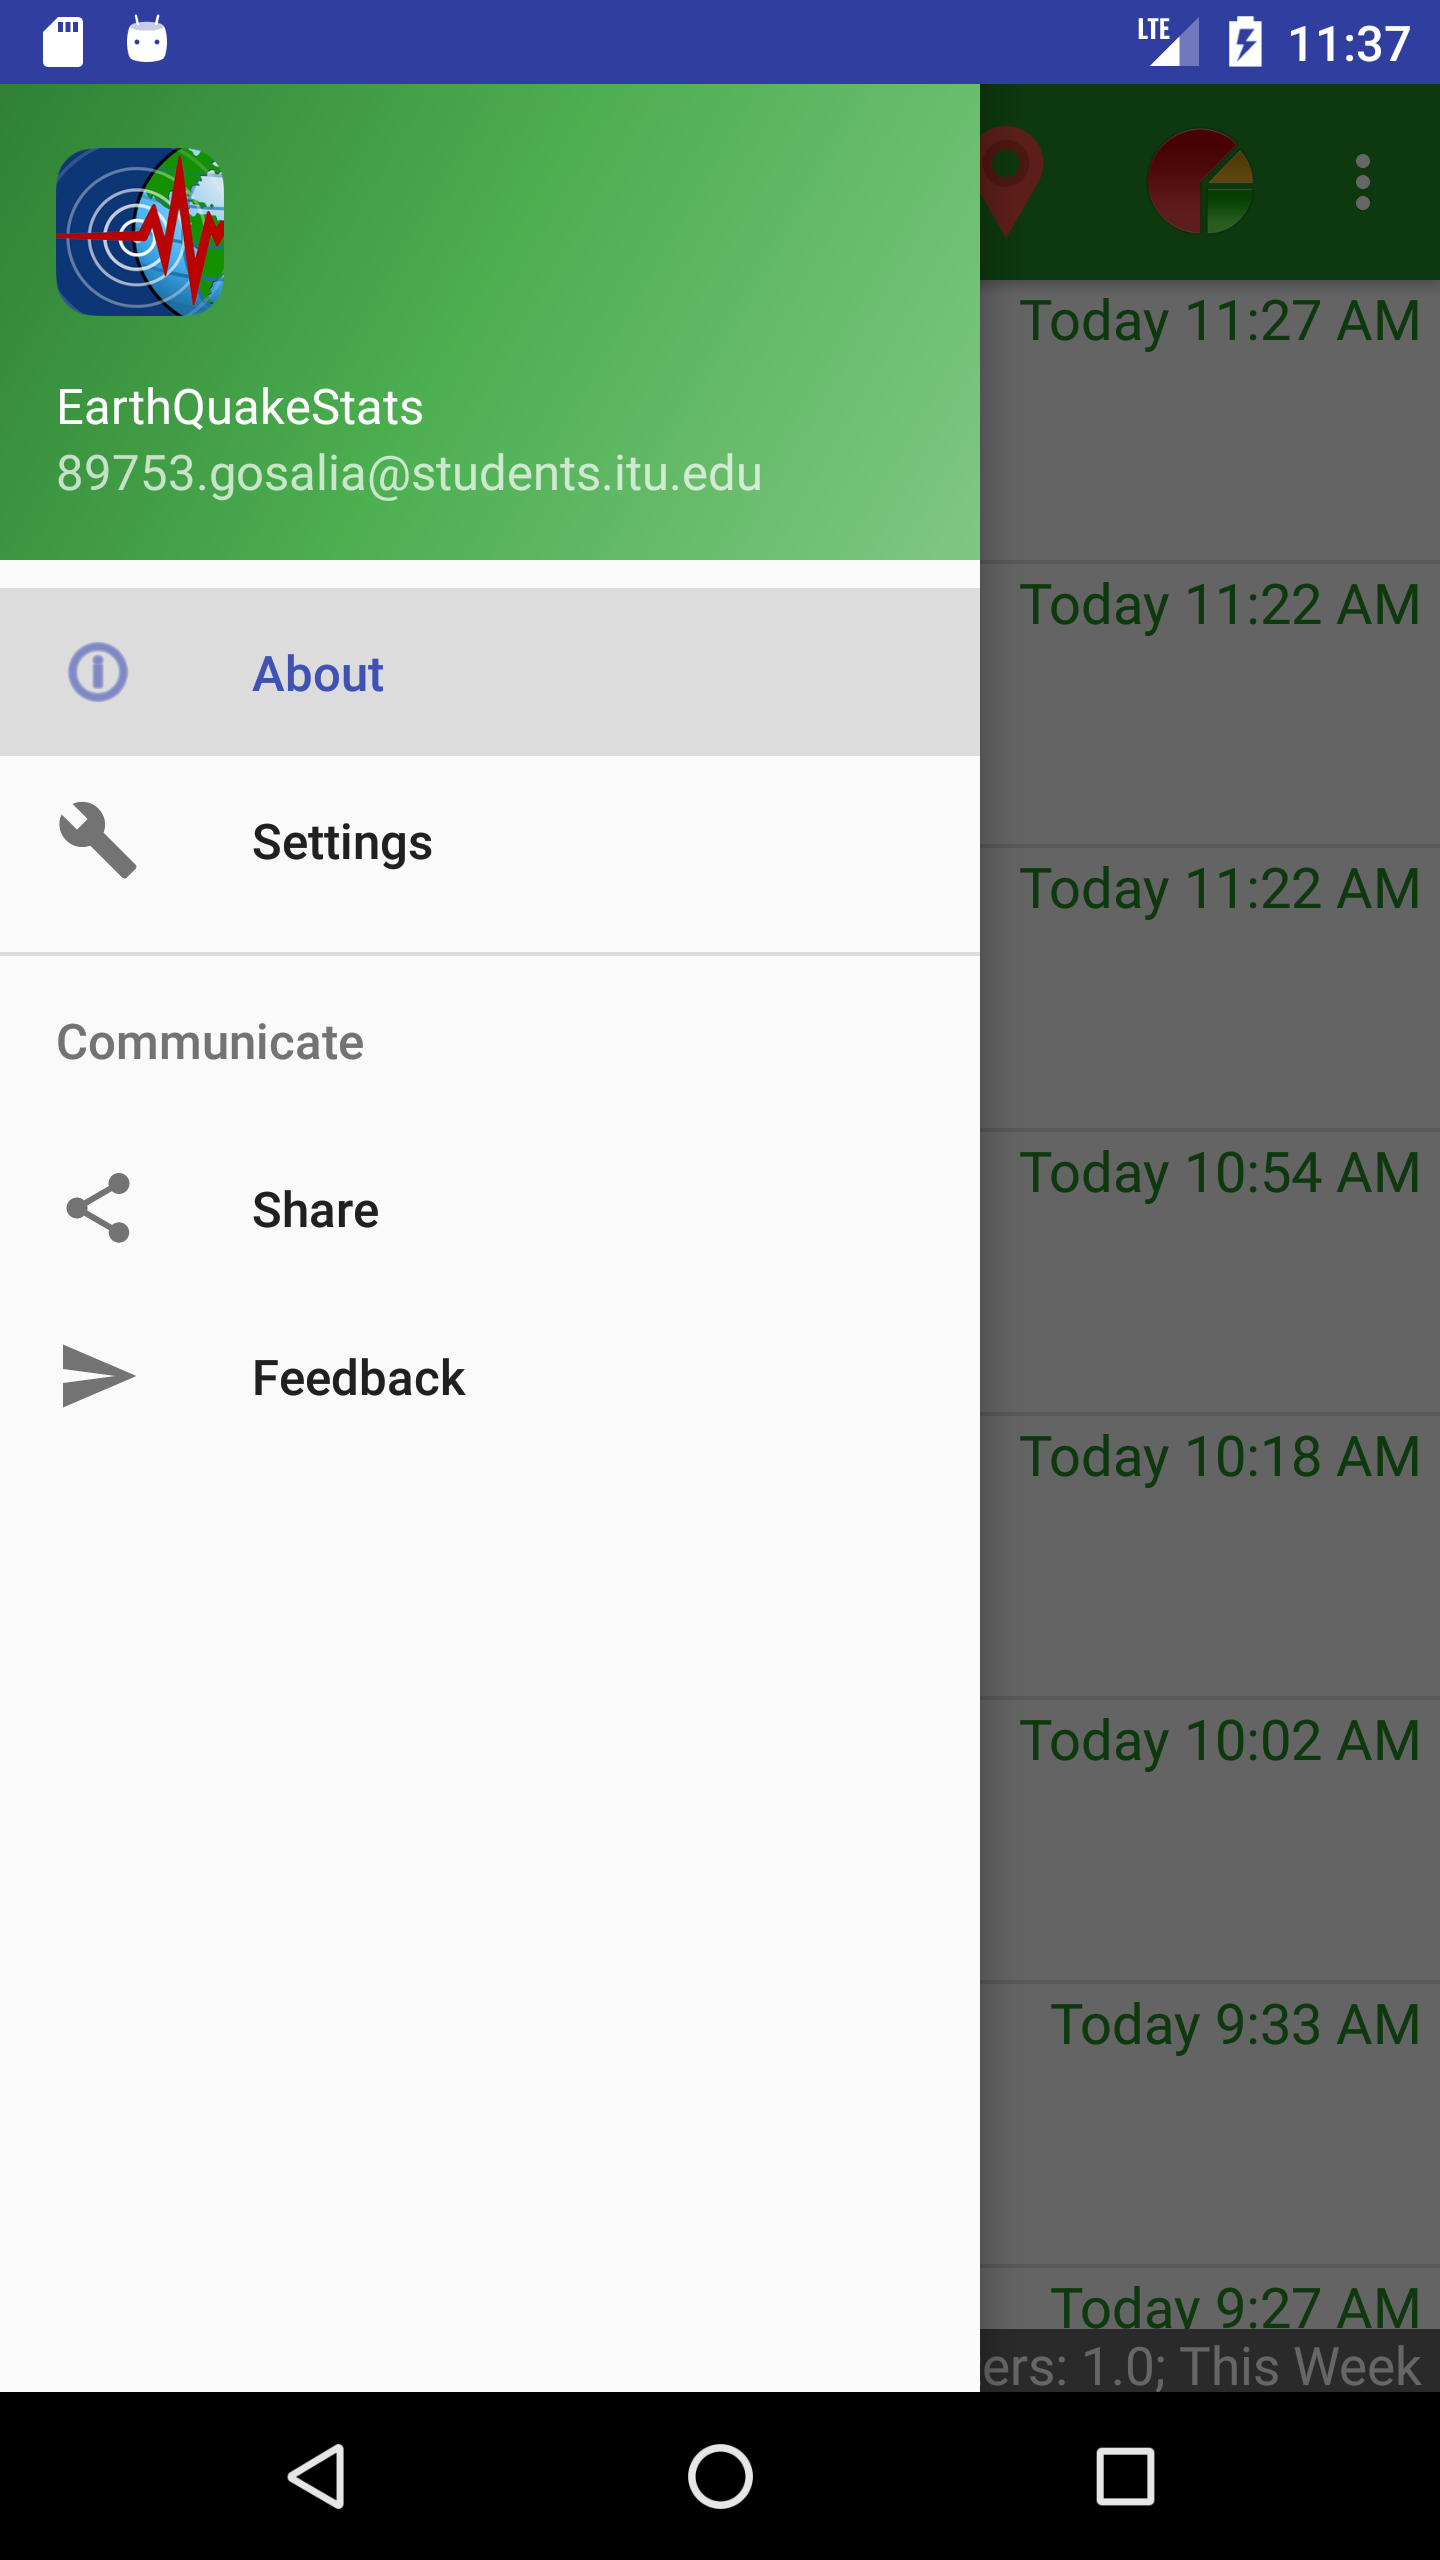 LTE 11:37
EarthQuakeStats
89753.gosalia@students.itu.edu
About
Settings
Communicate
Share
Feedback
Today 11:27 AM
Today 11:22 AM
Today 11:22 AM
Today 10:54 AM
Today 10:18 AM
Today 10:02 AM
Today 9:33 AM
Today 9:27 AM
ers: 1.0; This Week